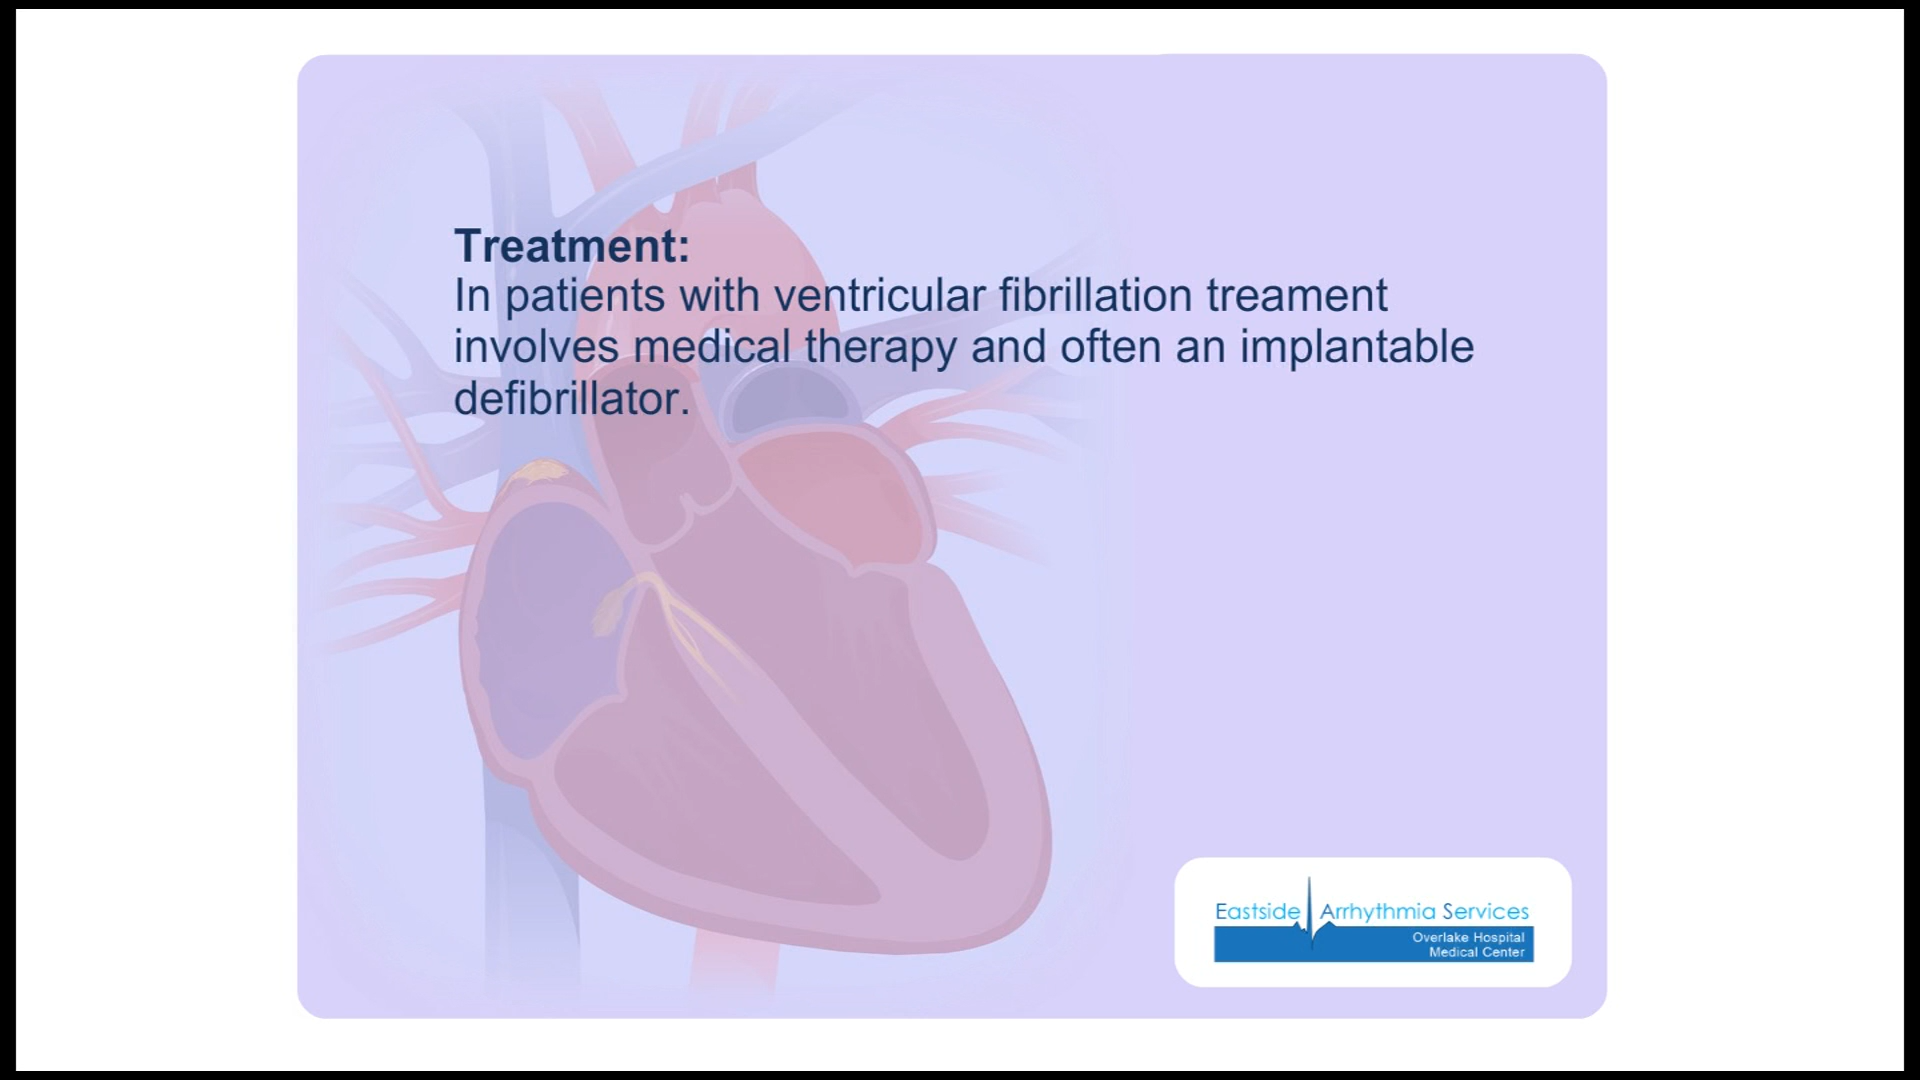 Treatment:
In patients with ventricular fibrillation treament
involves medical therapy and often an implantable
defibrillator.
Eastside Arrhythmia Services
Overlake Hospital
Medical Center